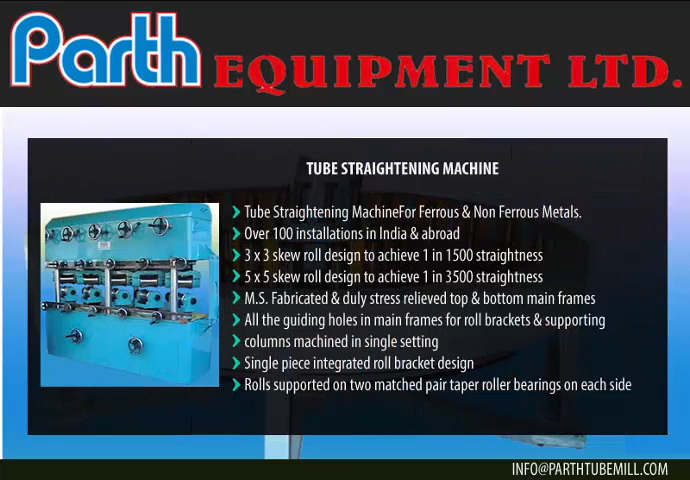 Parth EQUIPMENT LTD.
TUBE STRAIGHTENING MACHINE
Tube Straightening MachineFor Ferrous & Non Ferrous Metals.
Over 100 installations in India & abroad
3 x 3 skew roll design to achieve 1 in 1500 straightness
5 x 5 skew roll design to achieve 1 in 3500 straightness
M.S. Fabricated & duly stress relieved top & bottom main frames
All the guiding holes in main frames for roll brackets & supporting
columns machined in single setting
Single piece integrated roll bracket design
Rolls supported on two matched pair taper roller bearings on each side
INFO@PARTHTUBEMILL.COM